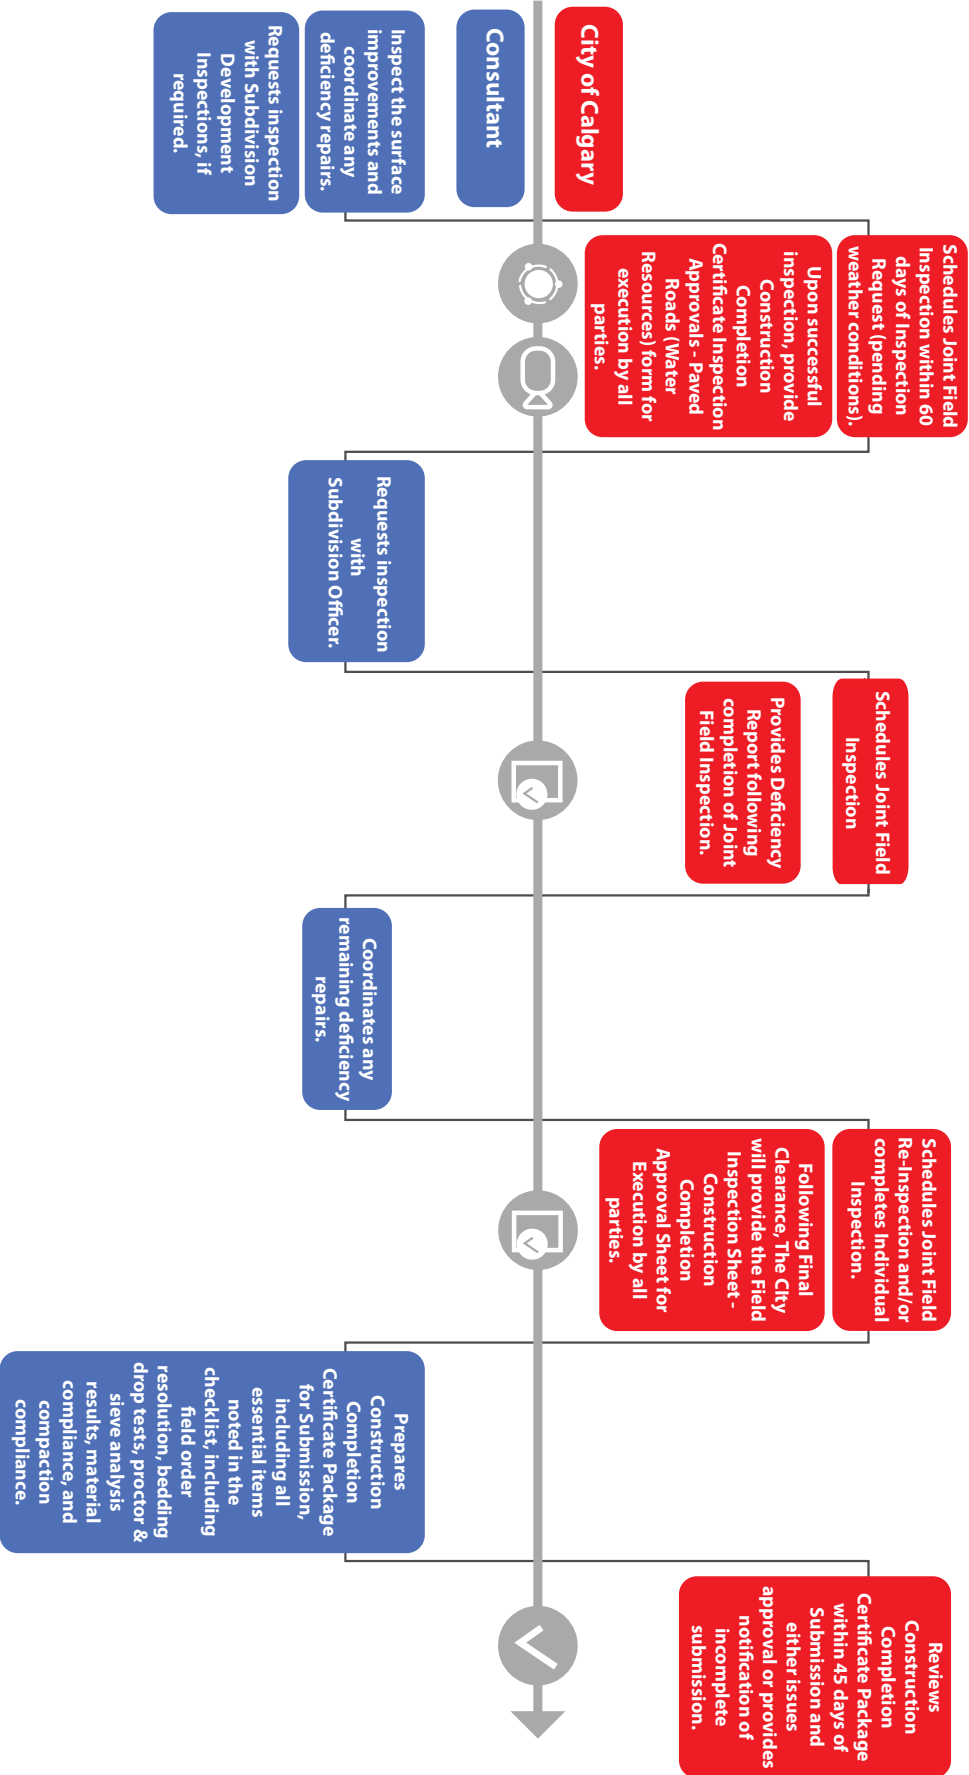 City of Calgary
Consultant
Inspect the surface
improvements and
coordinate any
deficiency repairs.
Requests inspection
with Subdivision
Development
Inspections, if
required.
Schedules Joint Field
Inspection within 60
days of Inspection
Request (pending
weather conditions).
Upon successful
inspection, provide
Construction
Completion
Certificate Inspection
Approvals - Paved
Roads (Water
Resources) form for
execution by all
parties.
Requests inspection
with
Subdivision Officer.
Schedules Joint Field
Inspection
Provides Deficiency
Report following
completion of Joint
Field Inspection.
Coordinates any
remaining deficiency
repairs.
Schedules Joint Field
Re-Inspection and/or
completes Individual
Inspection.
Following Final
Clearance, The CIty
will provide the Field
Inspection Sheet -
Construction
Completion
Approval Sheet for
Execution by all
parties.
Prepares
Construction
Completion
Certificate Package
for Submission,
including all
essential items
noted in the
checklist, including
field order
resolution, bedding
drop tests, proctor &
sieve analysis
results, material
compliance, and
compaction
compliance.
Reviews
Construction
Completion
Certificate Package
within 45 days of
Submission and
either issues
approval or provides
notification of
incomplete
submission.